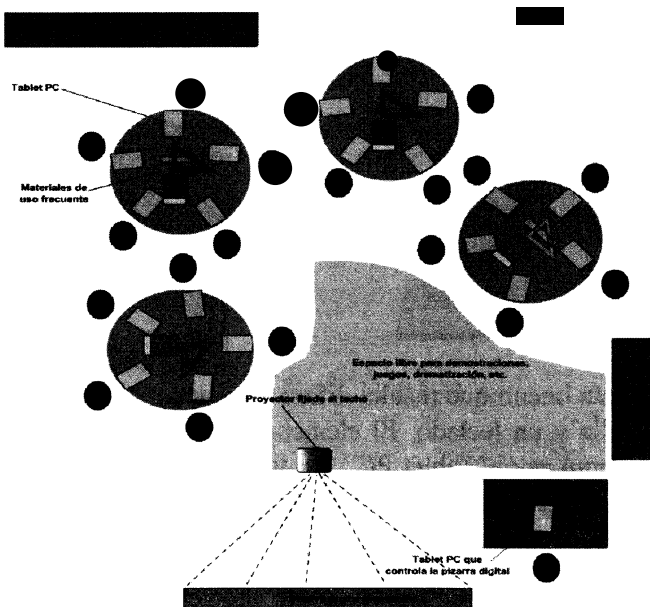 Tablet PC
Materiales de
uso frecuente
Espacio libre para demostraciones,
juegos, dramatización, etc.
Proyector fijado al techo
Tablet PC que
controla la pizarra digital